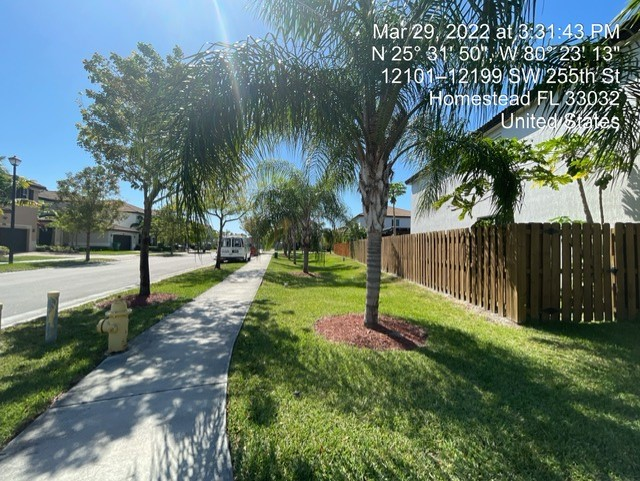 Mar 29, 2022 at 3:31:43 PM
N 25° 31' 50", W 80° 23' 13"
12101–12199 SW 255th St
Homestead FL 33032
United States